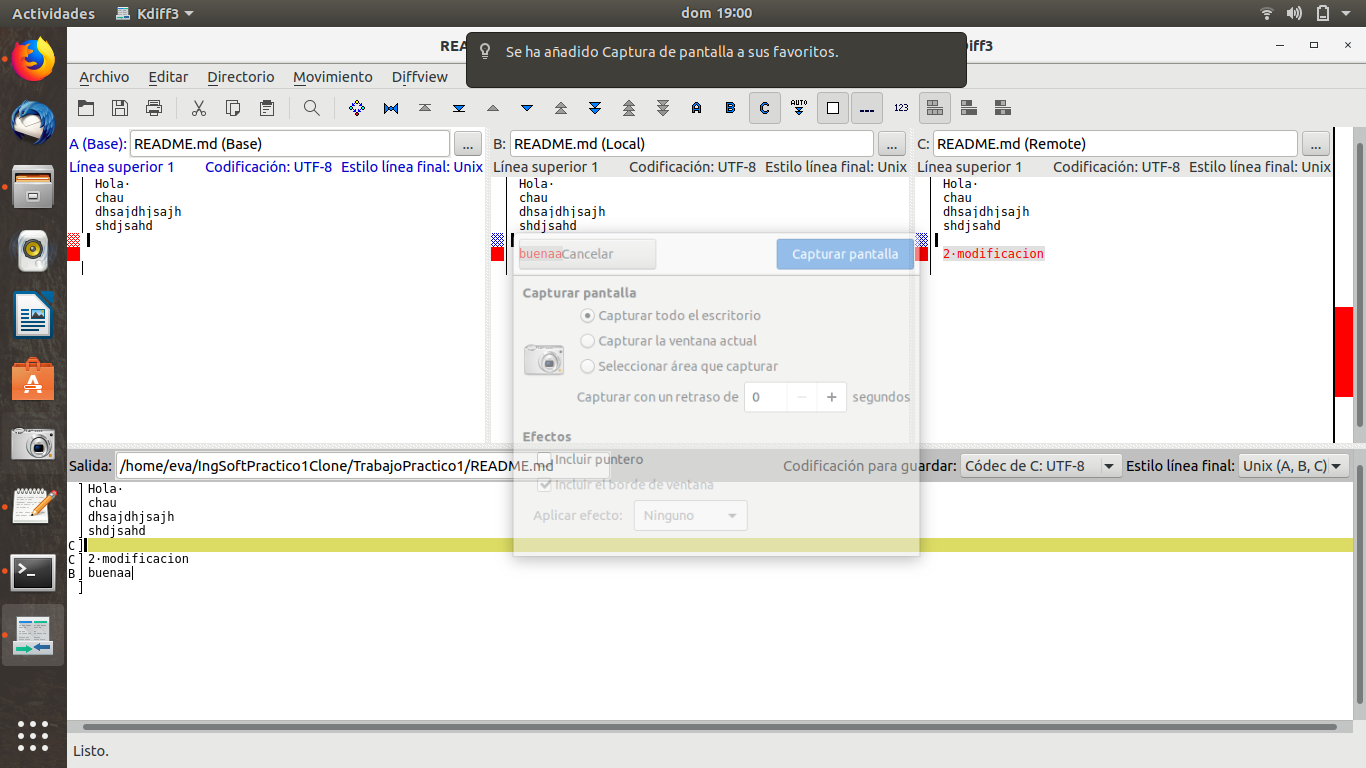 Actividades Kdiff3 dom 19:00
REA diff3
Se ha añadido Captura de pantalla a sus favoritos.
Archivo Editar Directorio Movimiento Diffview
A B C AUTO 123
A (Base): README.md (Base) ... B: README.md (Local) ... C: README.md (Remote) ...
Línea superior 1 Codificación: UTF-8 Estilo línea final: Unix Línea superior 1 Codificación: UTF-8 Estilo línea final: Unix Línea superior 1 Codificación: UTF-8 Estilo línea final: Unix
Hola· Hola· Hola·
chau chau chau
dhsajdhjsajh dhsajdhjsajh dhsajdhjsajh
shdjsahd shdjsahd shdjsahd
buenaa Cancelar Capturar pantalla 2·modificacion
Capturar pantalla
Capturar todo el escritorio
Capturar la ventana actual
Seleccionar área que capturar
Capturar con un retraso de 0 − + segundos
Efectos
Incluir puntero
Salida: /home/eva/IngSoftPractico1Clone/TrabajoPractico1/README.md Codificación para guardar: Códec de C: UTF-8 Estilo línea final: Unix (A, B, C)
Incluir el borde de ventana
Aplicar efecto: Ninguno
Hola·
chau
dhsajdhjsajh
shdjsahd
C
C 2·modificacion
B buenaa
Listo.